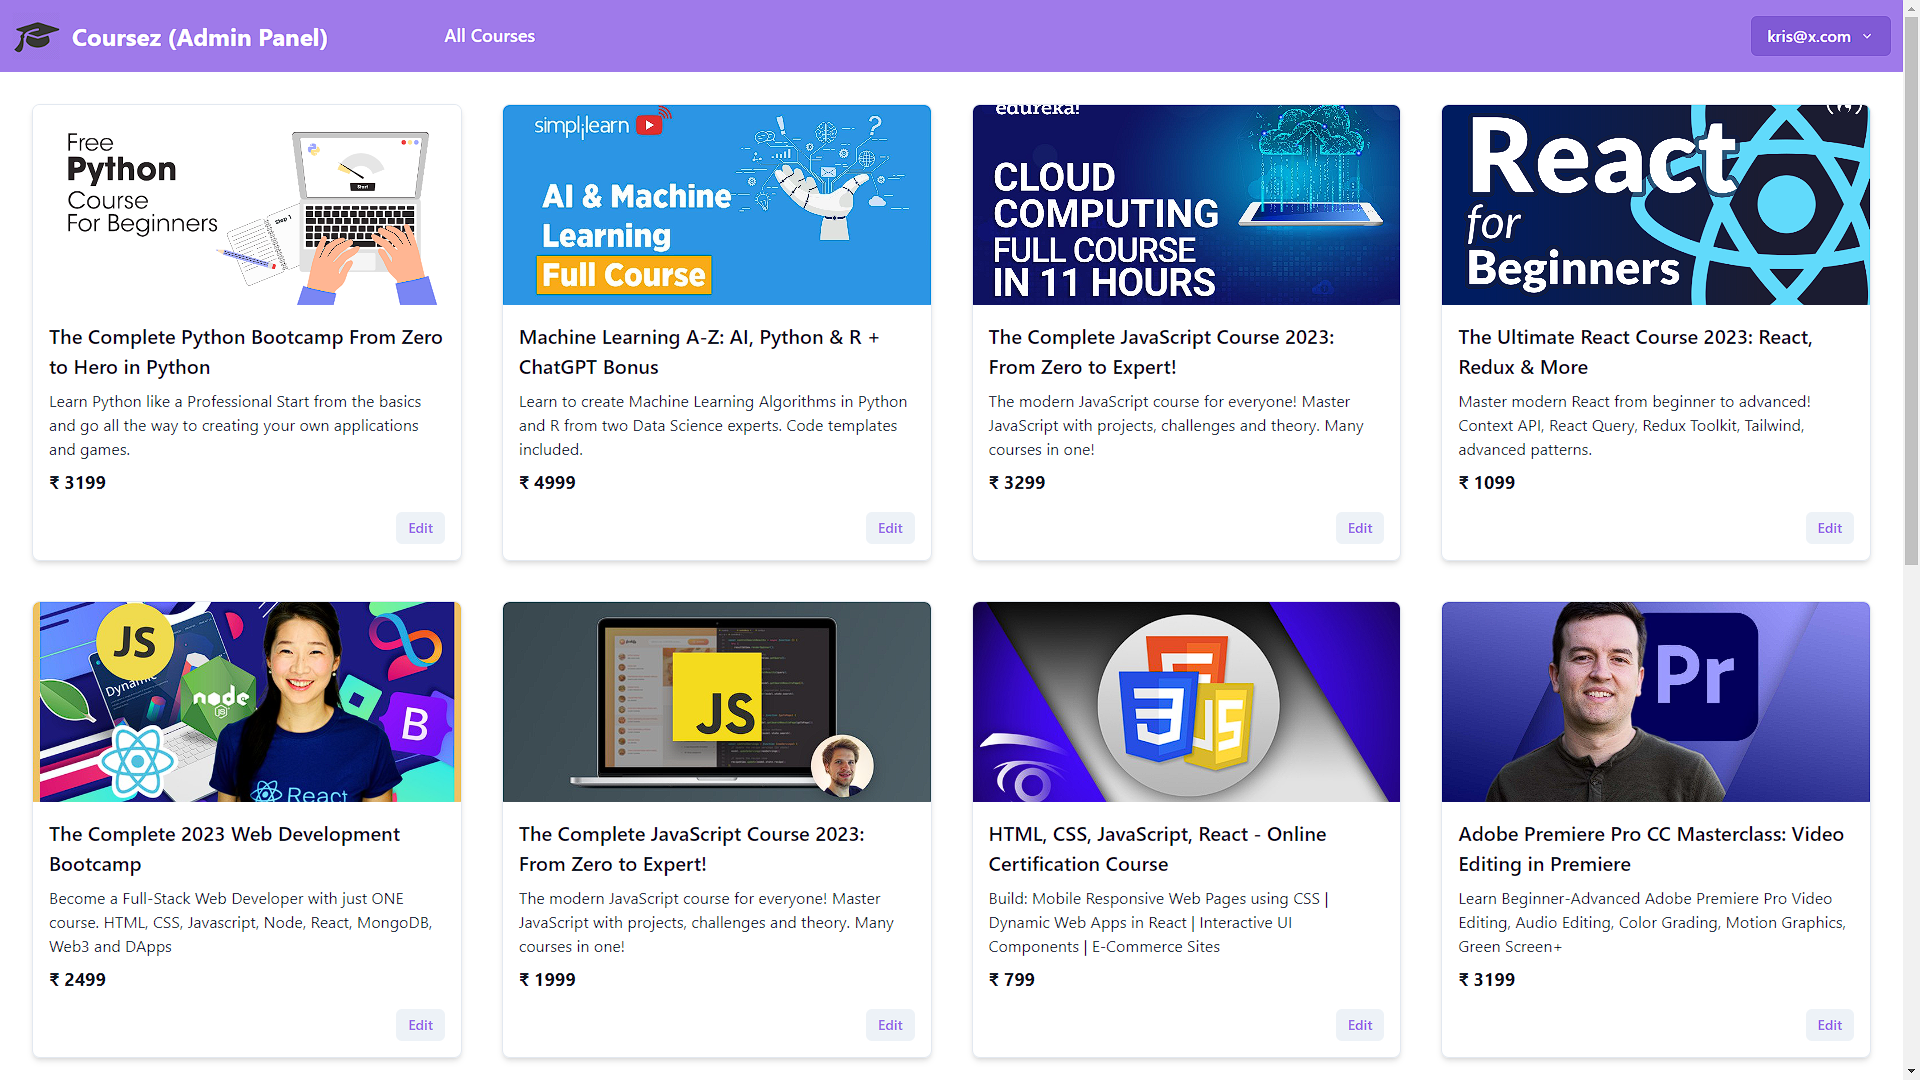 Coursez (Admin Panel)
All Courses
kris@x.com
Free
Python
Course
For Beginners
Step 1
Start
simplilearn
AI & Machine
Learning
Full Course
?
edureka!
CLOUD
COMPUTING
FULL COURSE
IN 11 HOURS
React
for
Beginners
The Complete Python Bootcamp From Zero
to Hero in Python
Learn Python like a Professional Start from the basics
and go all the way to creating your own applications
and games.
₹ 3199
Edit
Machine Learning A-Z: AI, Python & R +
ChatGPT Bonus
Learn to create Machine Learning Algorithms in Python
and R from two Data Science experts. Code templates
included.
₹ 4999
Edit
The Complete JavaScript Course 2023:
From Zero to Expert!
The modern JavaScript course for everyone! Master
JavaScript with projects, challenges and theory. Many
courses in one!
₹ 3299
Edit
The Ultimate React Course 2023: React,
Redux & More
Master modern React from beginner to advanced!
Context API, React Query, Redux Toolkit, Tailwind,
advanced patterns.
₹ 1099
Edit
JS
Dynamic
node
JS
B
React
JS
JS
Pr
The Complete 2023 Web Development
Bootcamp
Become a Full-Stack Web Developer with just ONE
course. HTML, CSS, Javascript, Node, React, MongoDB,
Web3 and DApps
₹ 2499
Edit
The Complete JavaScript Course 2023:
From Zero to Expert!
The modern JavaScript course for everyone! Master
JavaScript with projects, challenges and theory. Many
courses in one!
₹ 1999
Edit
HTML, CSS, JavaScript, React - Online
Certification Course
Build: Mobile Responsive Web Pages using CSS |
Dynamic Web Apps in React | Interactive UI
Components | E-Commerce Sites
₹ 799
Edit
Adobe Premiere Pro CC Masterclass: Video
Editing in Premiere
Learn Beginner-Advanced Adobe Premiere Pro Video
Editing, Audio Editing, Color Grading, Motion Graphics,
Green Screen+
₹ 3199
Edit